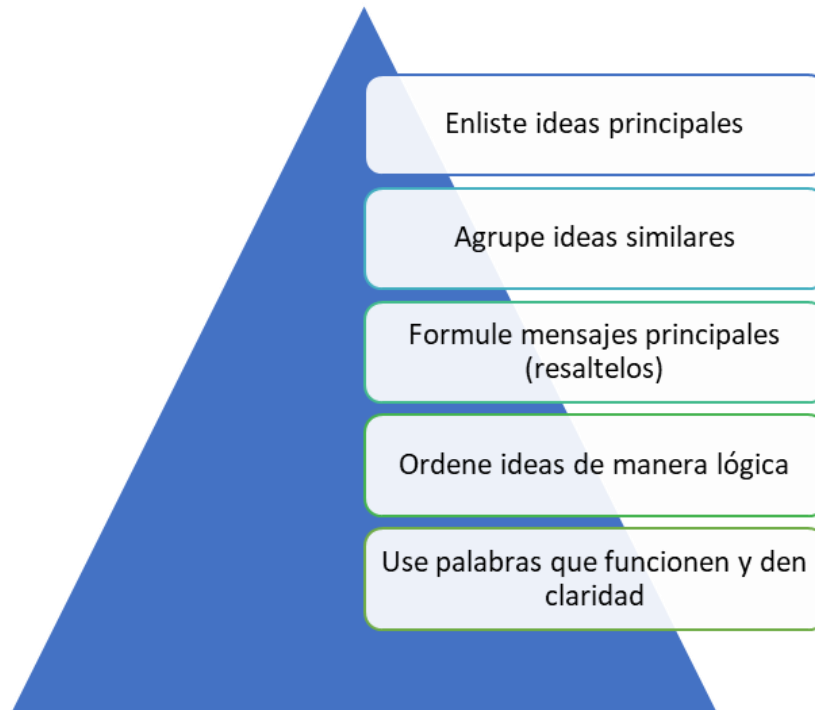 Enliste ideas principales
Agrupe ideas similares
Formule mensajes principales
(resaltelos)
Ordene ideas de manera lógica
Use palabras que funcionen y den
claridad